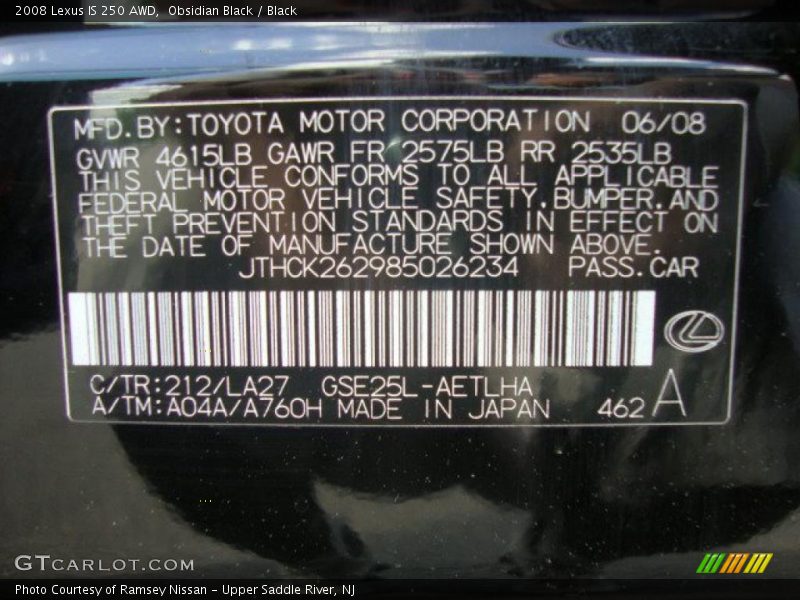 2008 Lexus IS 250 AWD, Obsidian Black / Black
MFD.BY:TOYOTA MOTOR CORPORATION 06/08
GVWR 4615LB GAWR FR 2575LB RR 2535LB
THIS VEHICLE CONFORMS TO ALL APPLICABLE
FEDERAL MOTOR VEHICLE SAFETY,BUMPER,AND
THEFT PREVENTION STANDARDS IN EFFECT ON
THE DATE OF MANUFACTURE SHOWN ABOVE.
JTHCK262985026234 PASS.CAR
C/TR:212/LA27 GSE25L-AETLHA
A/TM:A04A/A760H MADE IN JAPAN 462 A
GTCARLOT.COM
Photo Courtesy of Ramsey Nissan - Upper Saddle River, NJ